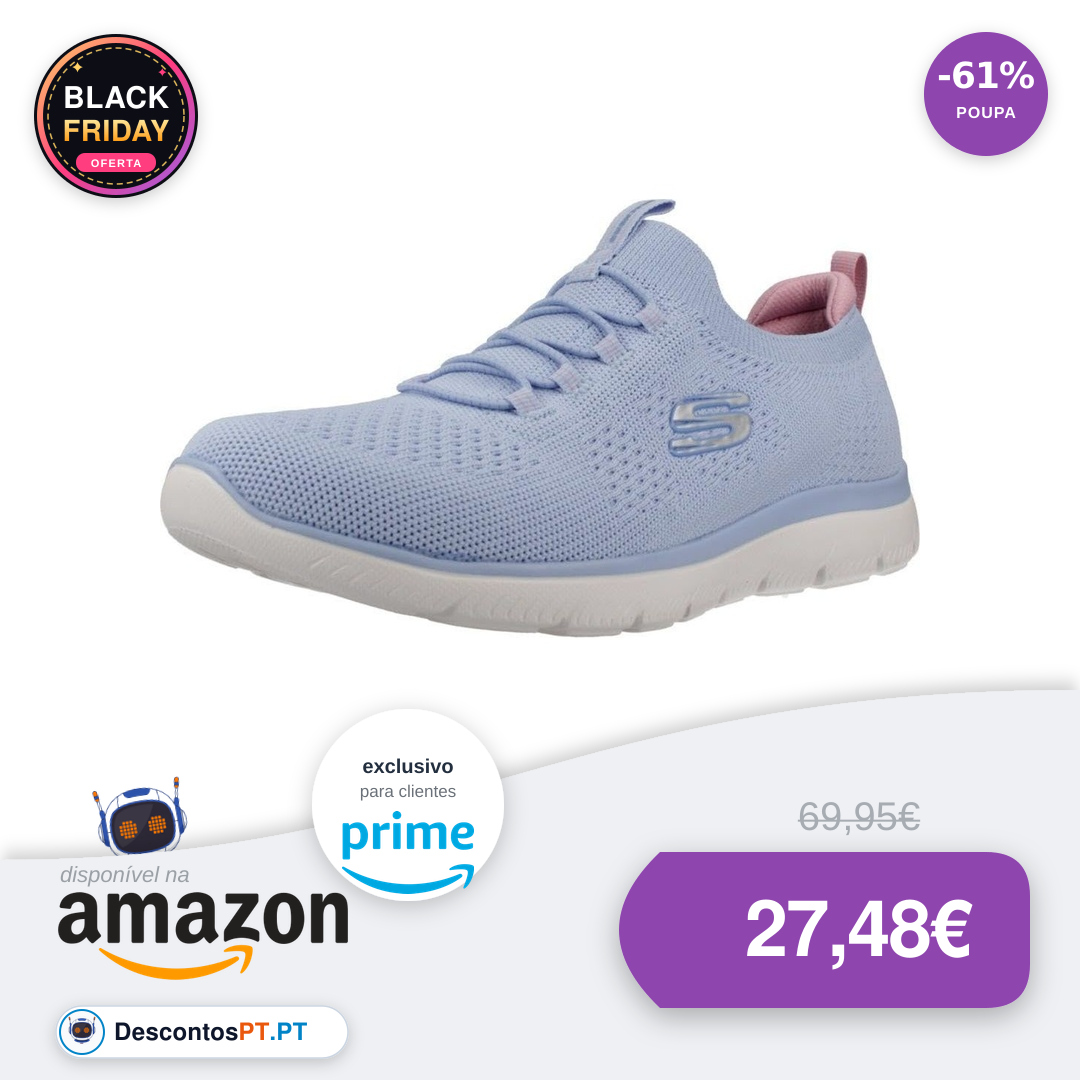 BLACK
FRIDAY
OFERTA
-61%
POUPA
exclusivo
para clientes
prime
69,95€
disponível na
amazon
27,48€
DescontosPT.PT